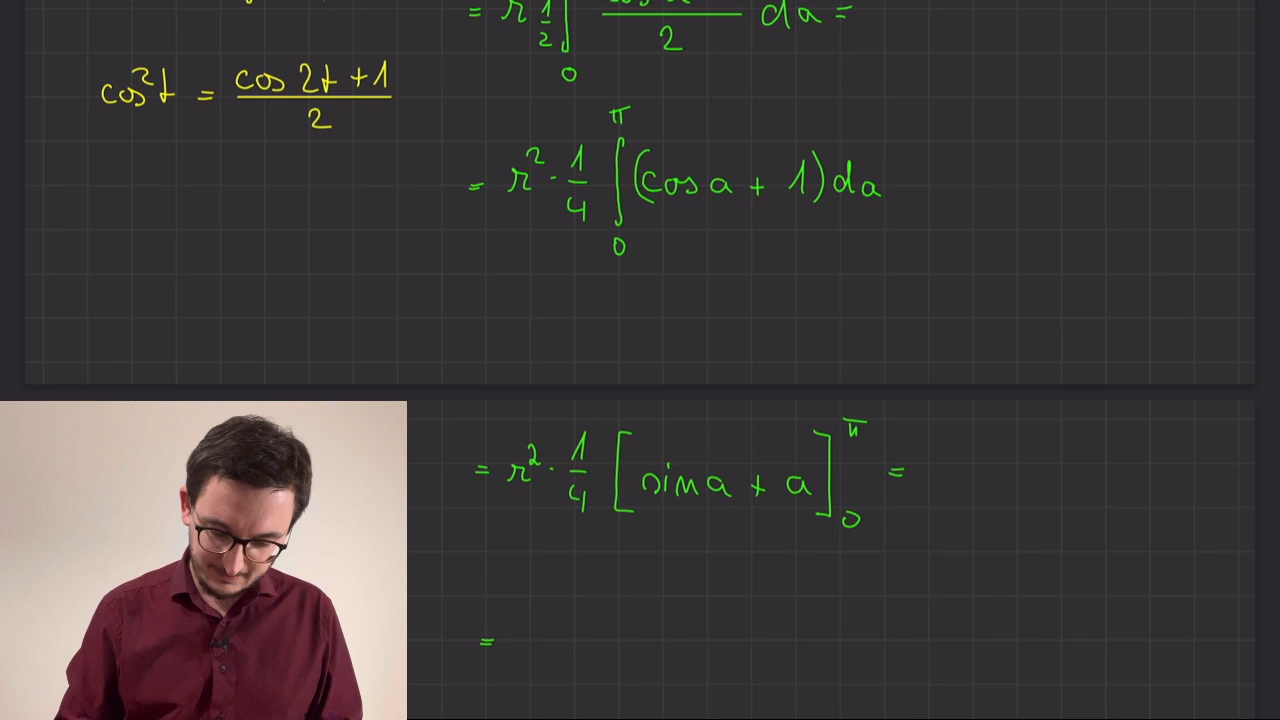 = r 1/2 ∫₀ /2 da =
cos²t = (cos 2t + 1)/2
= r² · 1/4 ∫₀^π (cos a + 1) da
= r² · 1/4 [sin a + a]₀^π =
=